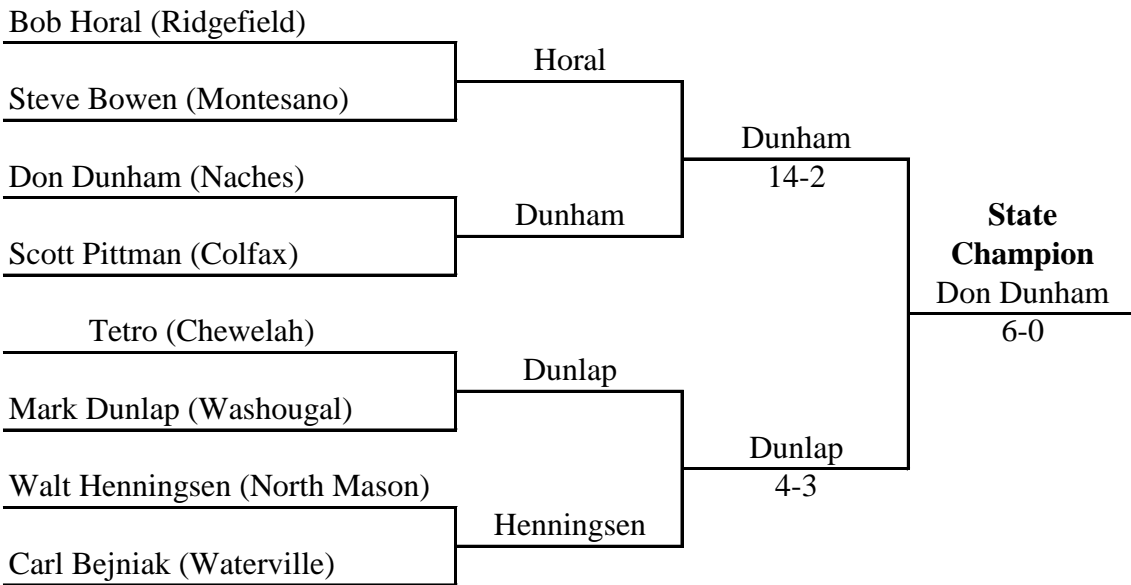 Bob Horal (Ridgefield)
Horal
Steve Bowen (Montesano)
Dunham
14-2
Don Dunham (Naches)
Dunham
Scott Pittman (Colfax)
State
Champion
Don Dunham
6-0
Tetro (Chewelah)
Dunlap
Mark Dunlap (Washougal)
Dunlap
4-3
Walt Henningsen (North Mason)
Henningsen
Carl Bejniak (Waterville)